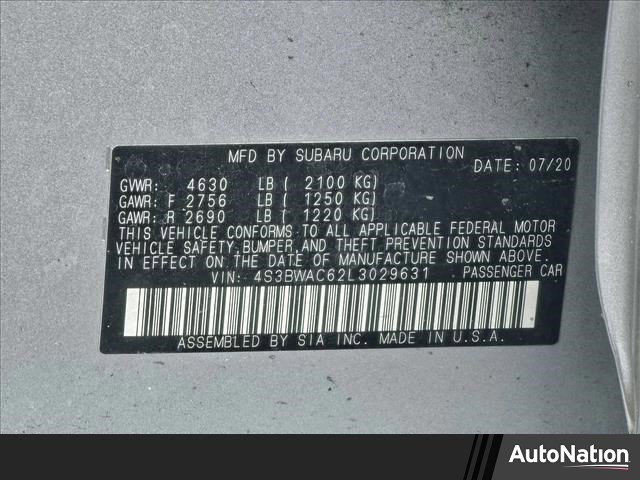 MFD BY SUBARU CORPORATION
DATE: 07/20
GVWR: 4630 LB ( 2100 KG)
GAWR: F 2756 LB ( 1250 KG)
GAWR: R 2690 LB ( 1220 KG)
THIS VEHICLE CONFORMS TO ALL APPLICABLE FEDERAL MOTOR
VEHICLE SAFETY, BUMPER, AND THEFT PREVENTION STANDARDS
IN EFFECT ON THE DATE OF MANUFACTURE SHOWN ABOVE.
VIN: 4S3BWAC62L3029631 PASSENGER CAR
ASSEMBLED BY SIA INC. MADE IN U.S.A.
AutoNation